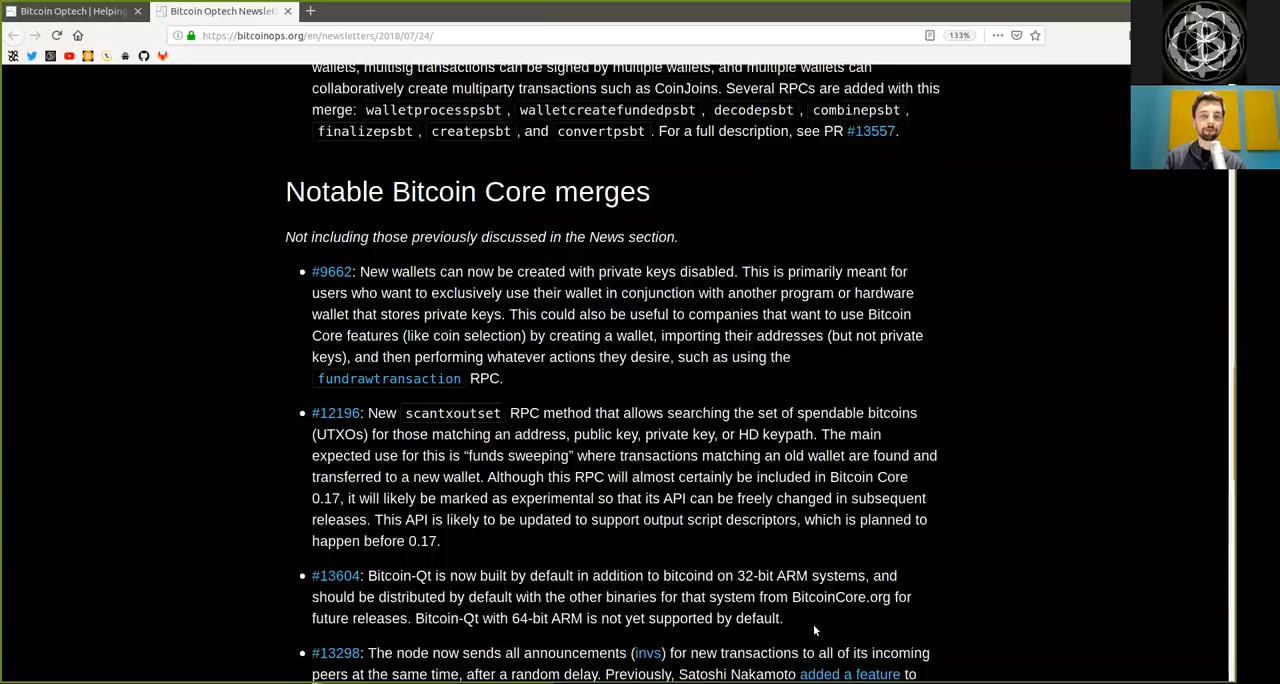 Bitcoin Optech | Helping
Bitcoin Optech Newslet
https://bitcoinops.org/en/newsletters/2018/07/24/
133%
wallets, multisig transactions can be signed by multiple wallets, and multiple wallets can
collaboratively create multiparty transactions such as CoinJoins. Several RPCs are added with this
merge: walletprocesspsbt, walletcreatefundedpsbt, decodepsbt, combinepsbt,
finalizepsbt, createpsbt, and convertpsbt. For a full description, see PR #13557.
Notable Bitcoin Core merges
Not including those previously discussed in the News section.
• #9662: New wallets can now be created with private keys disabled. This is primarily meant for
users who want to exclusively use their wallet in conjunction with another program or hardware
wallet that stores private keys. This could also be useful to companies that want to use Bitcoin
Core features (like coin selection) by creating a wallet, importing their addresses (but not private
keys), and then performing whatever actions they desire, such as using the
fundrawtransaction RPC.
• #12196: New scantxoutset RPC method that allows searching the set of spendable bitcoins
(UTXOs) for those matching an address, public key, private key, or HD keypath. The main
expected use for this is “funds sweeping” where transactions matching an old wallet are found and
transferred to a new wallet. Although this RPC will almost certainly be included in Bitcoin Core
0.17, it will likely be marked as experimental so that its API can be freely changed in subsequent
releases. This API is likely to be updated to support output script descriptors, which is planned to
happen before 0.17.
• #13604: Bitcoin-Qt is now built by default in addition to bitcoind on 32-bit ARM systems, and
should be distributed by default with the other binaries for that system from BitcoinCore.org for
future releases. Bitcoin-Qt with 64-bit ARM is not yet supported by default.
• #13298: The node now sends all announcements (invs) for new transactions to all of its incoming
peers at the same time, after a random delay. Previously, Satoshi Nakamoto added a feature to